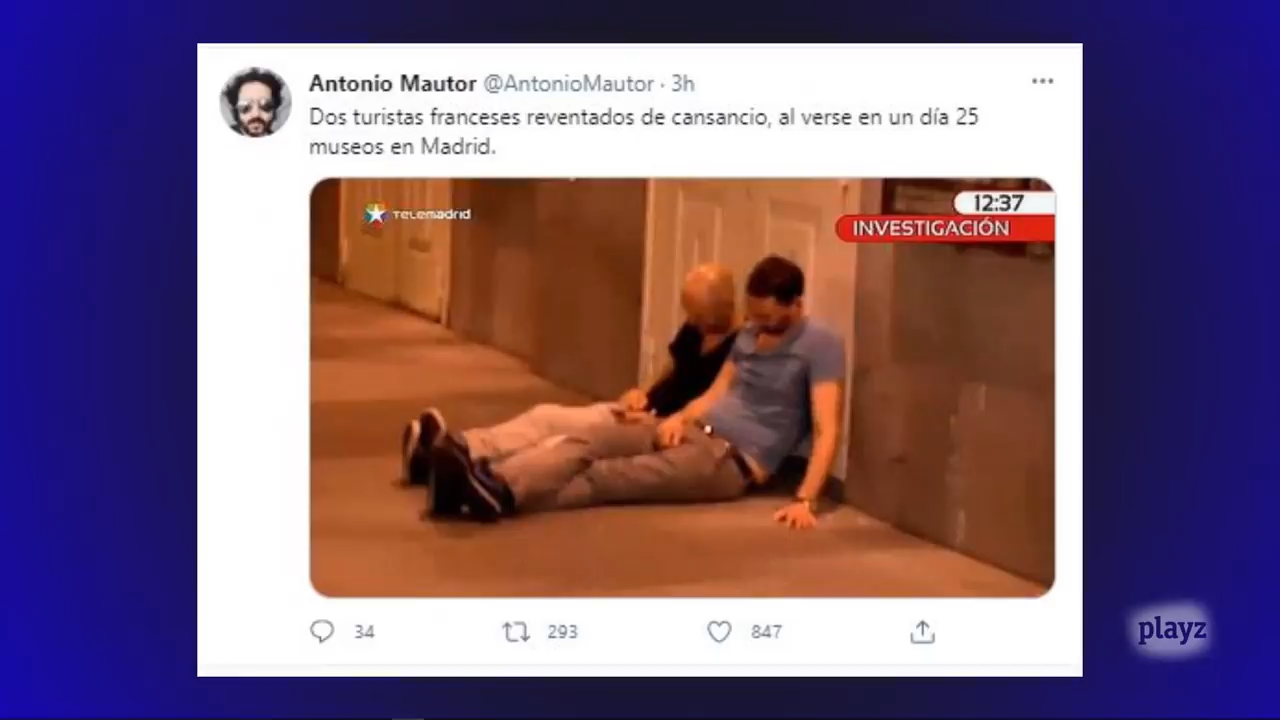 Antonio Mautor @AntonioMautor · 3h
Dos turistas franceses reventados de cansancio, al verse en un día 25
museos en Madrid.
TELEMADRID
12:37
INVESTIGACIÓN
34 293 847
playz